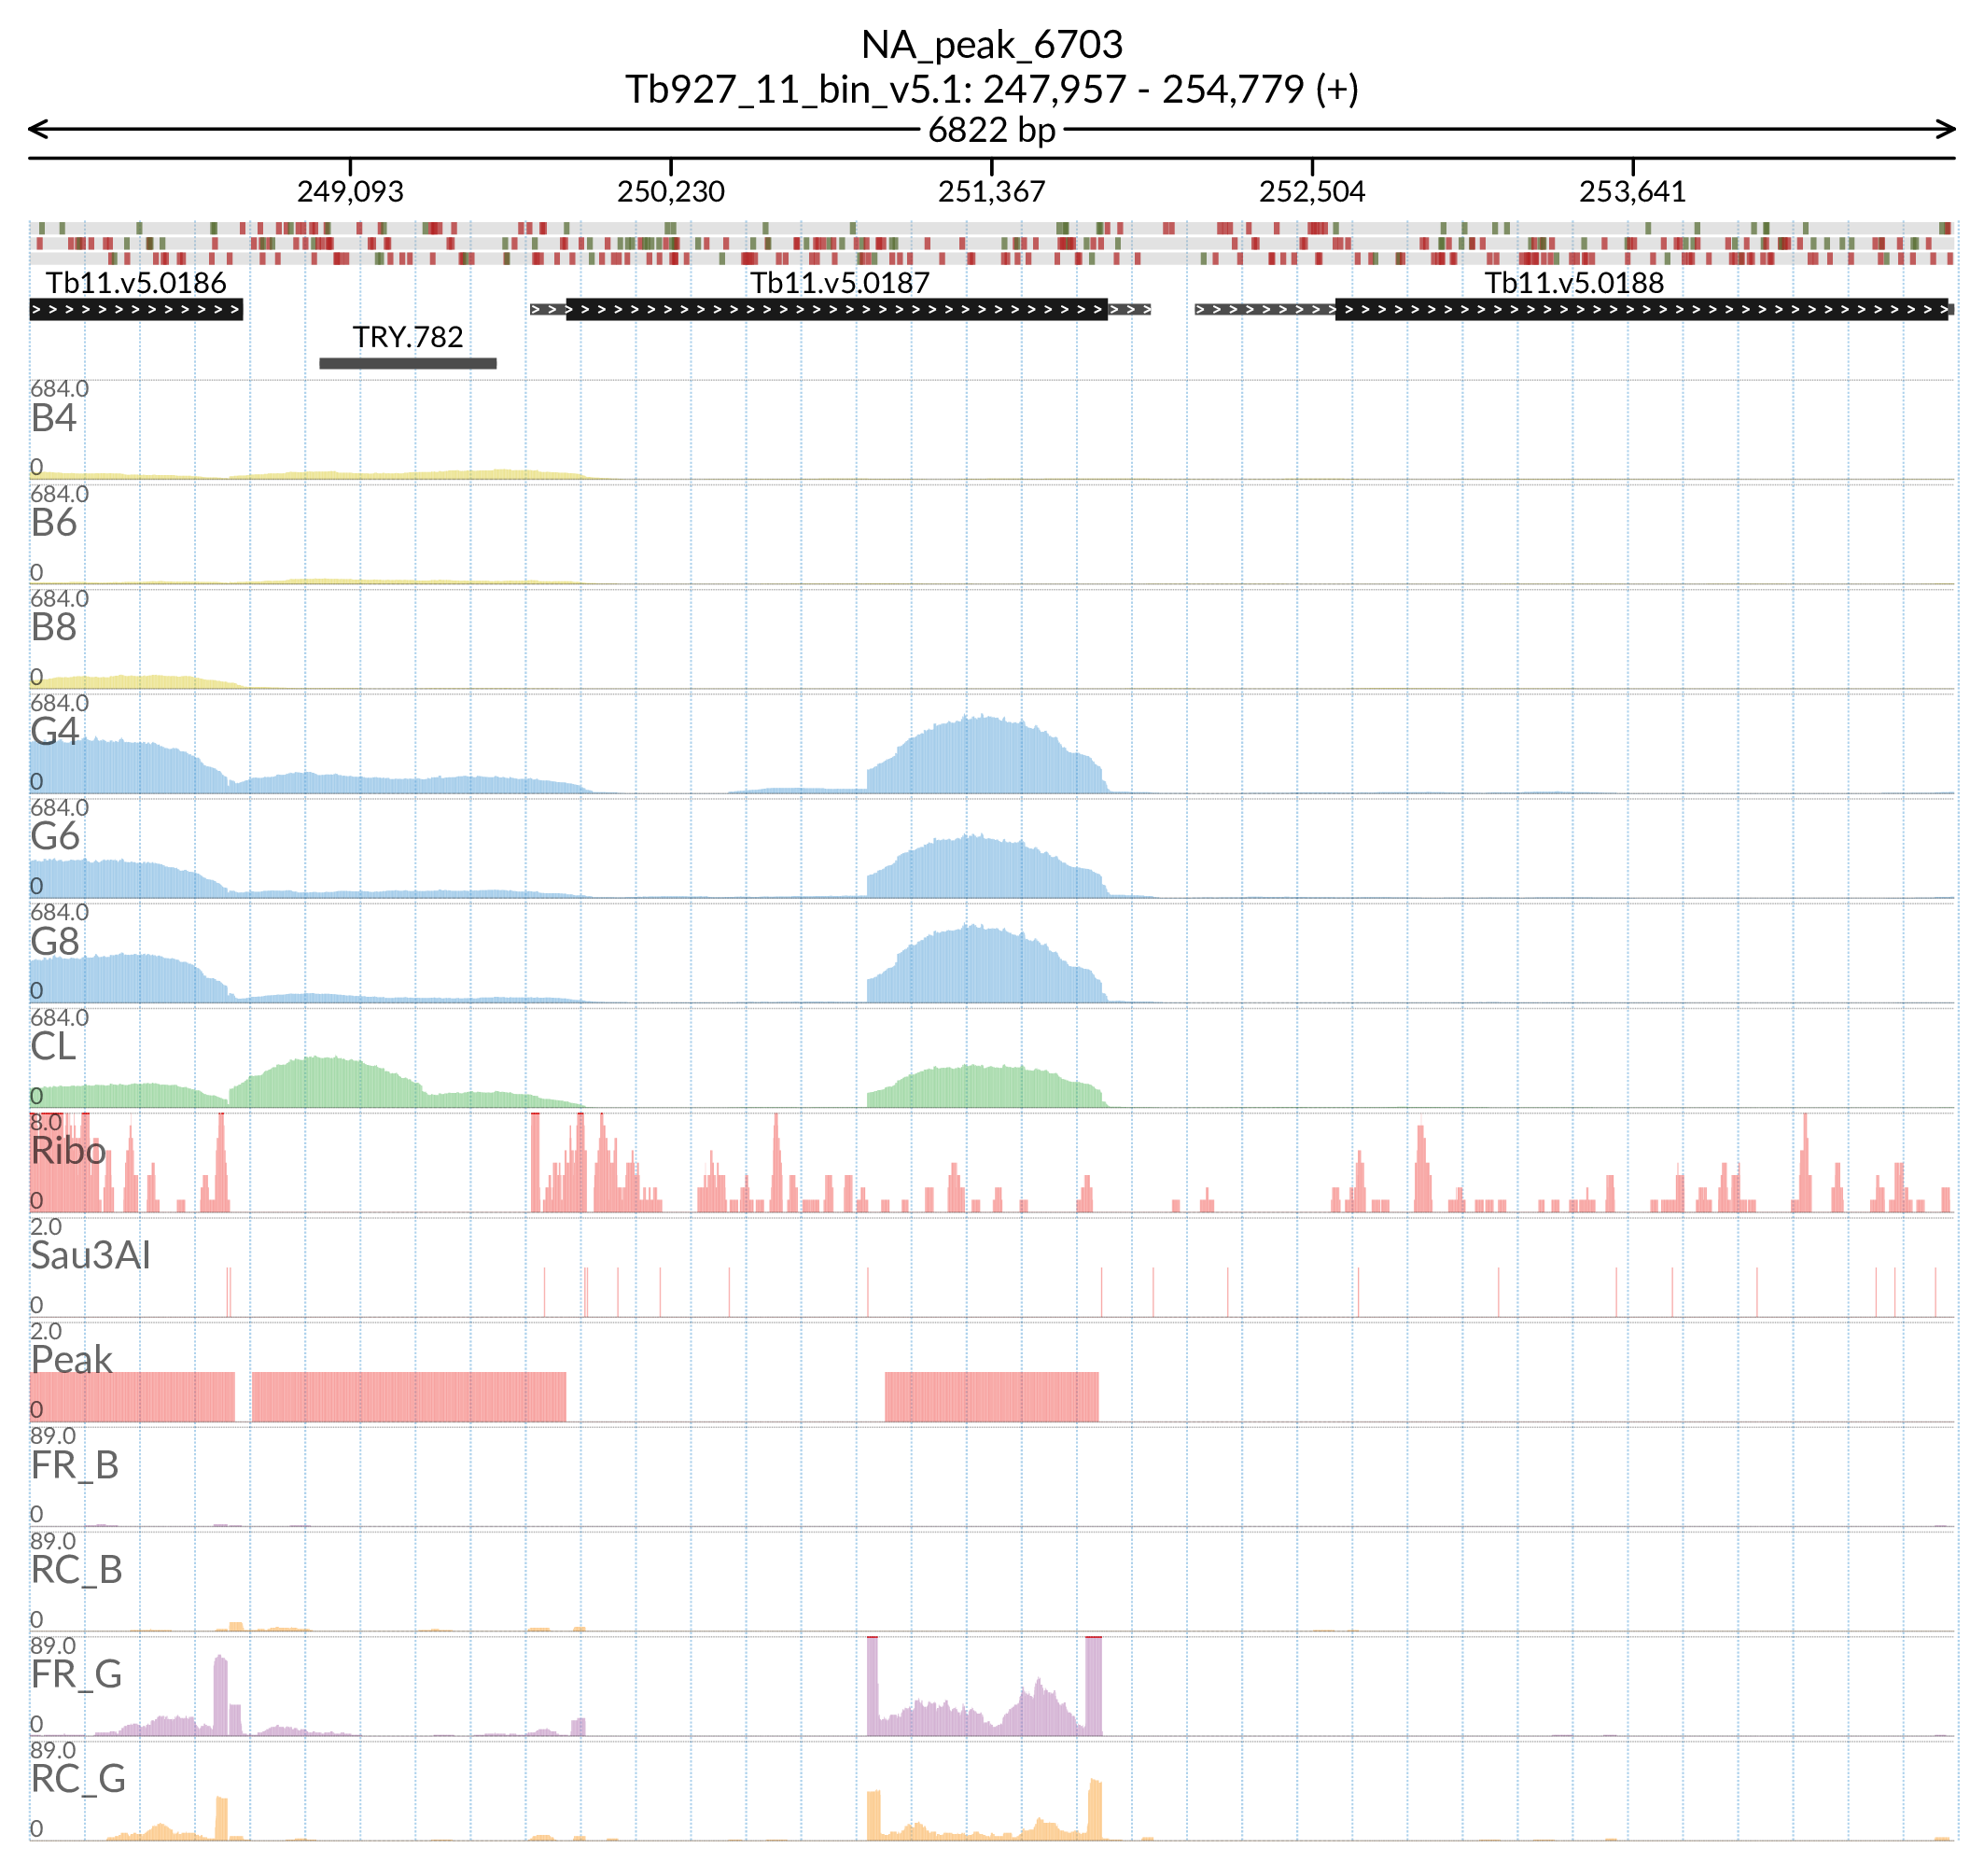 NA_peak_6703
Tb927_11_bin_v5.1: 247,957 - 254,779 (+)
6822 bp
249,093 250,230 251,367 252,504 253,641
Tb11.v5.0186 Tb11.v5.0187 Tb11.v5.0188
TRY.782
684.0
B4
0
684.0
B6
0
684.0
B8
0
684.0
G4
0
684.0
G6
0
684.0
G8
0
684.0
CL
0
8.0
Ribo
0
2.0
Sau3AI
0
2.0
Peak
0
89.0
FR_B
0
89.0
RC_B
0
89.0
FR_G
0
89.0
RC_G
0